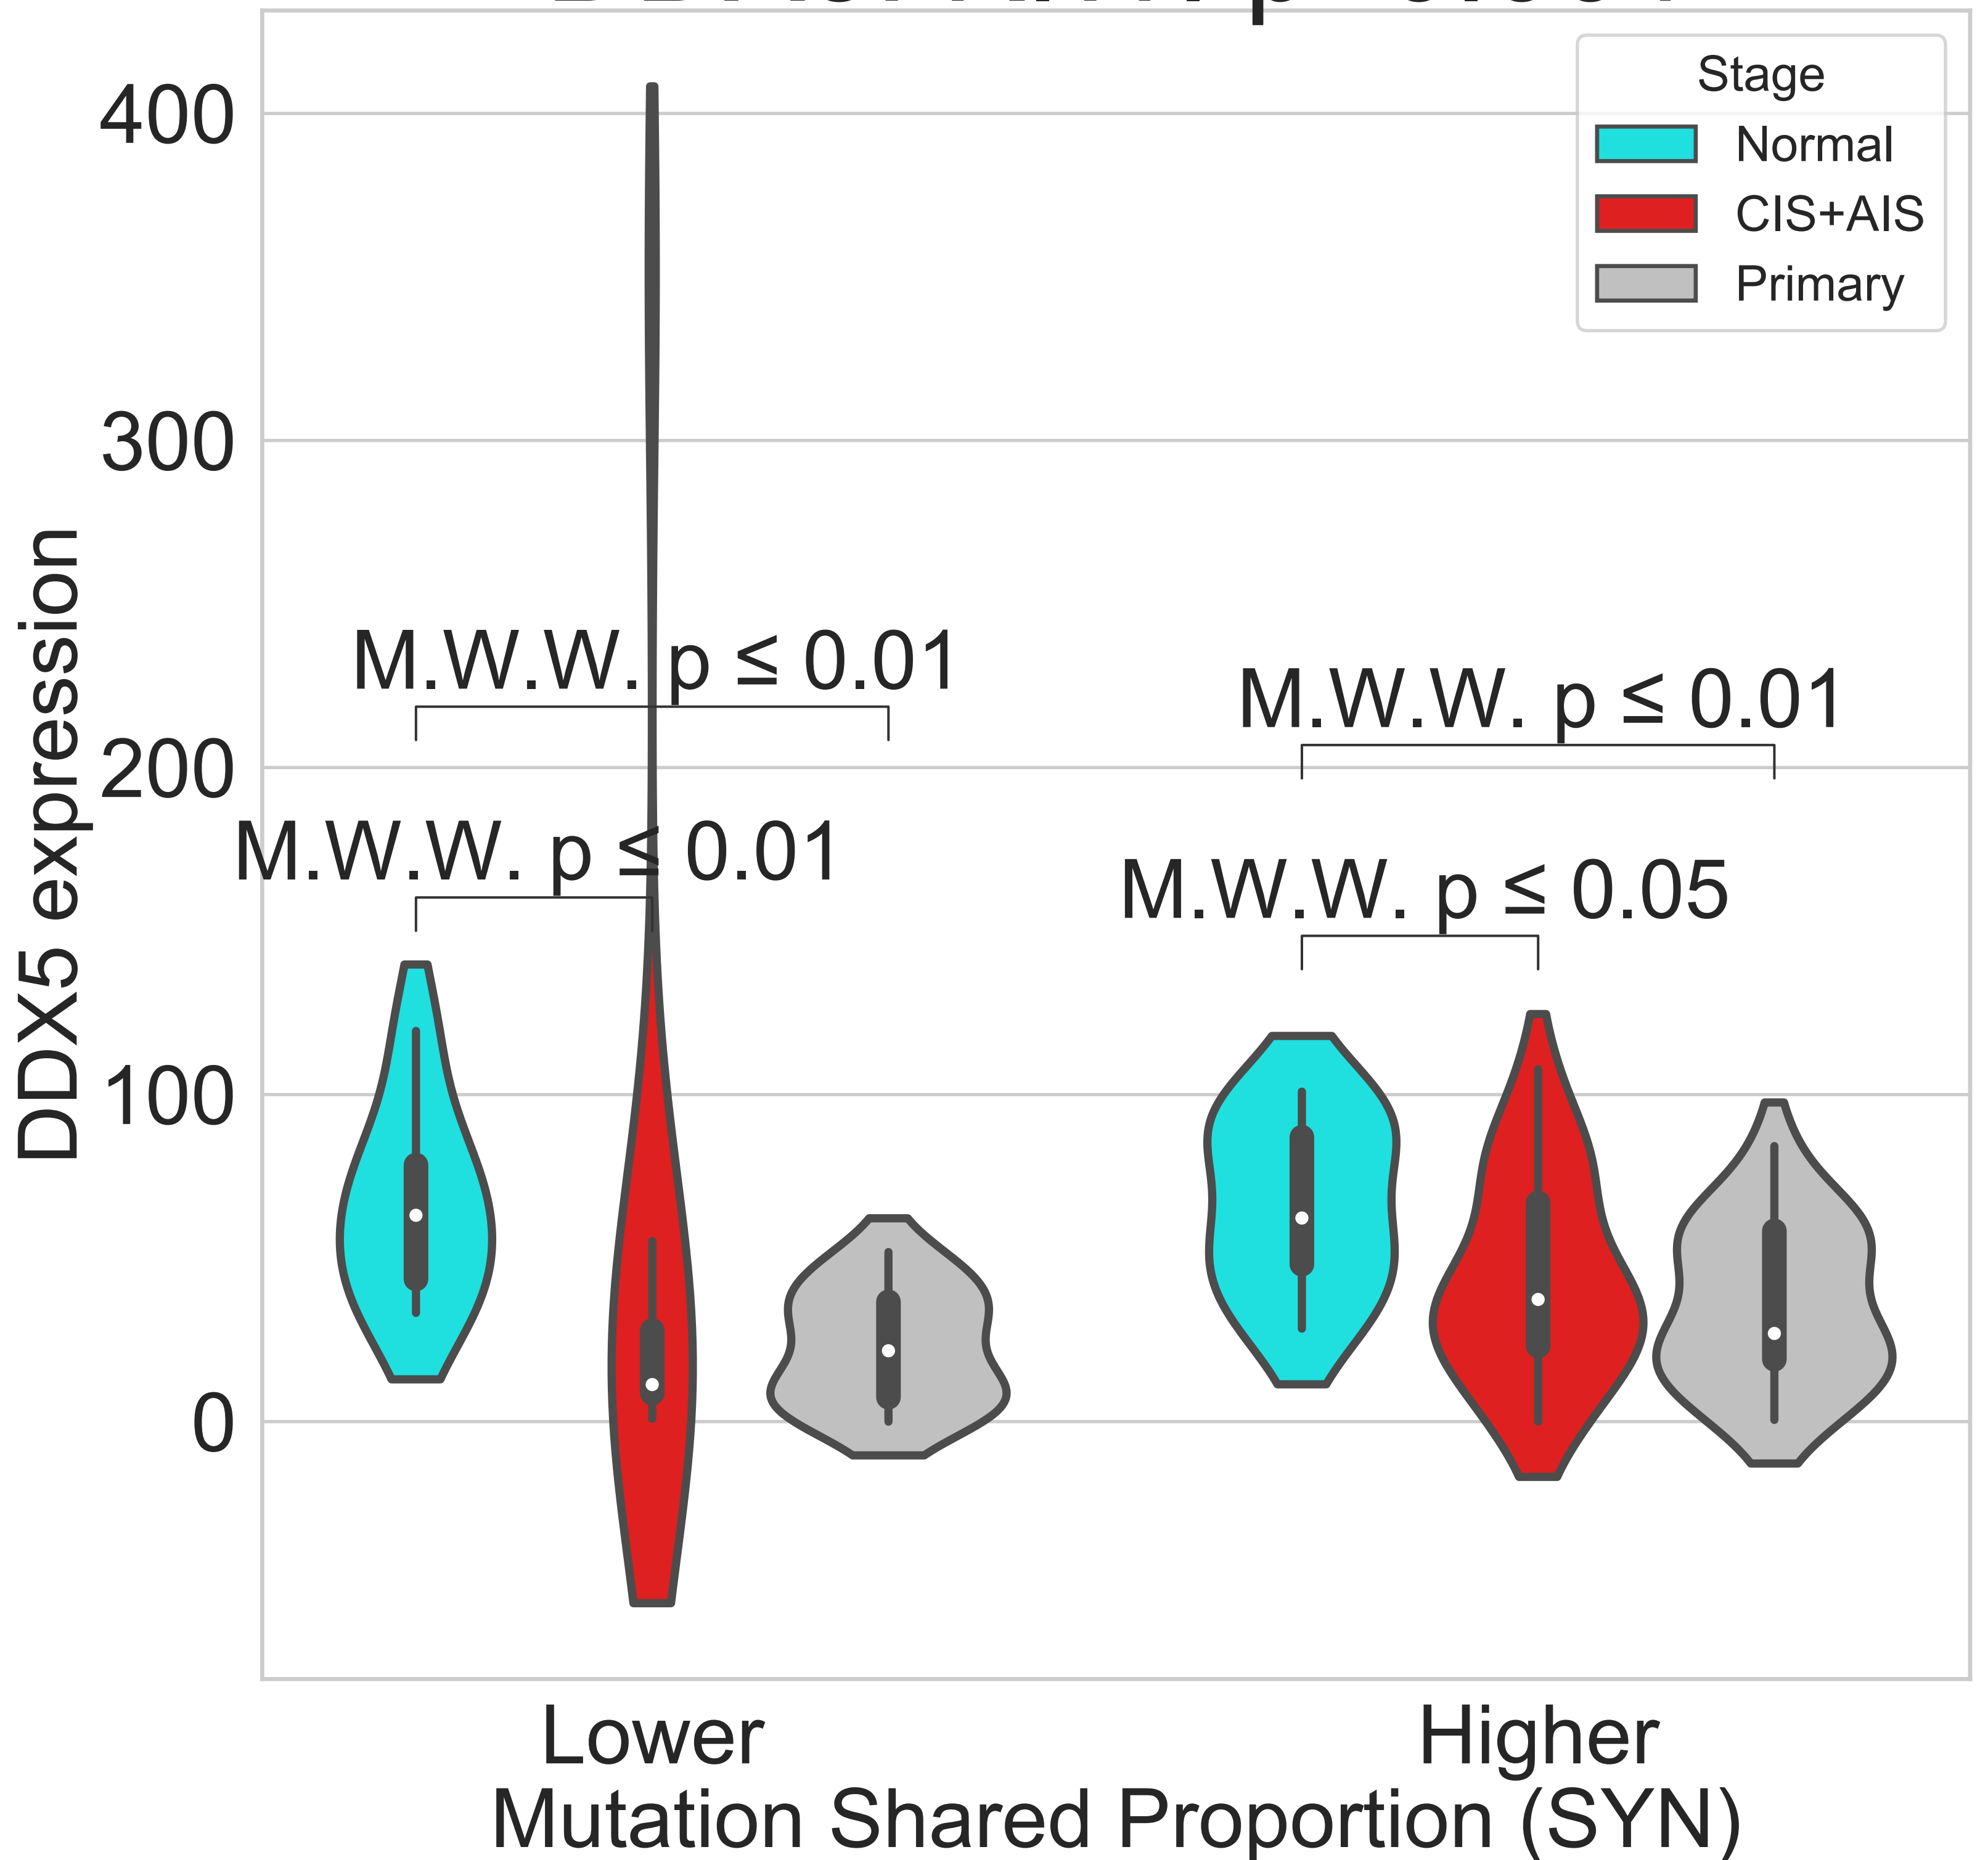 Stage
Normal
CIS+AIS
Primary
400
300
200
100
0
DDX5 expression
M.W.W. p ≤ 0.01
M.W.W. p ≤ 0.01
M.W.W. p ≤ 0.01
M.W.W. p ≤ 0.05
Lower
Higher
Mutation Shared Proportion (SYN)